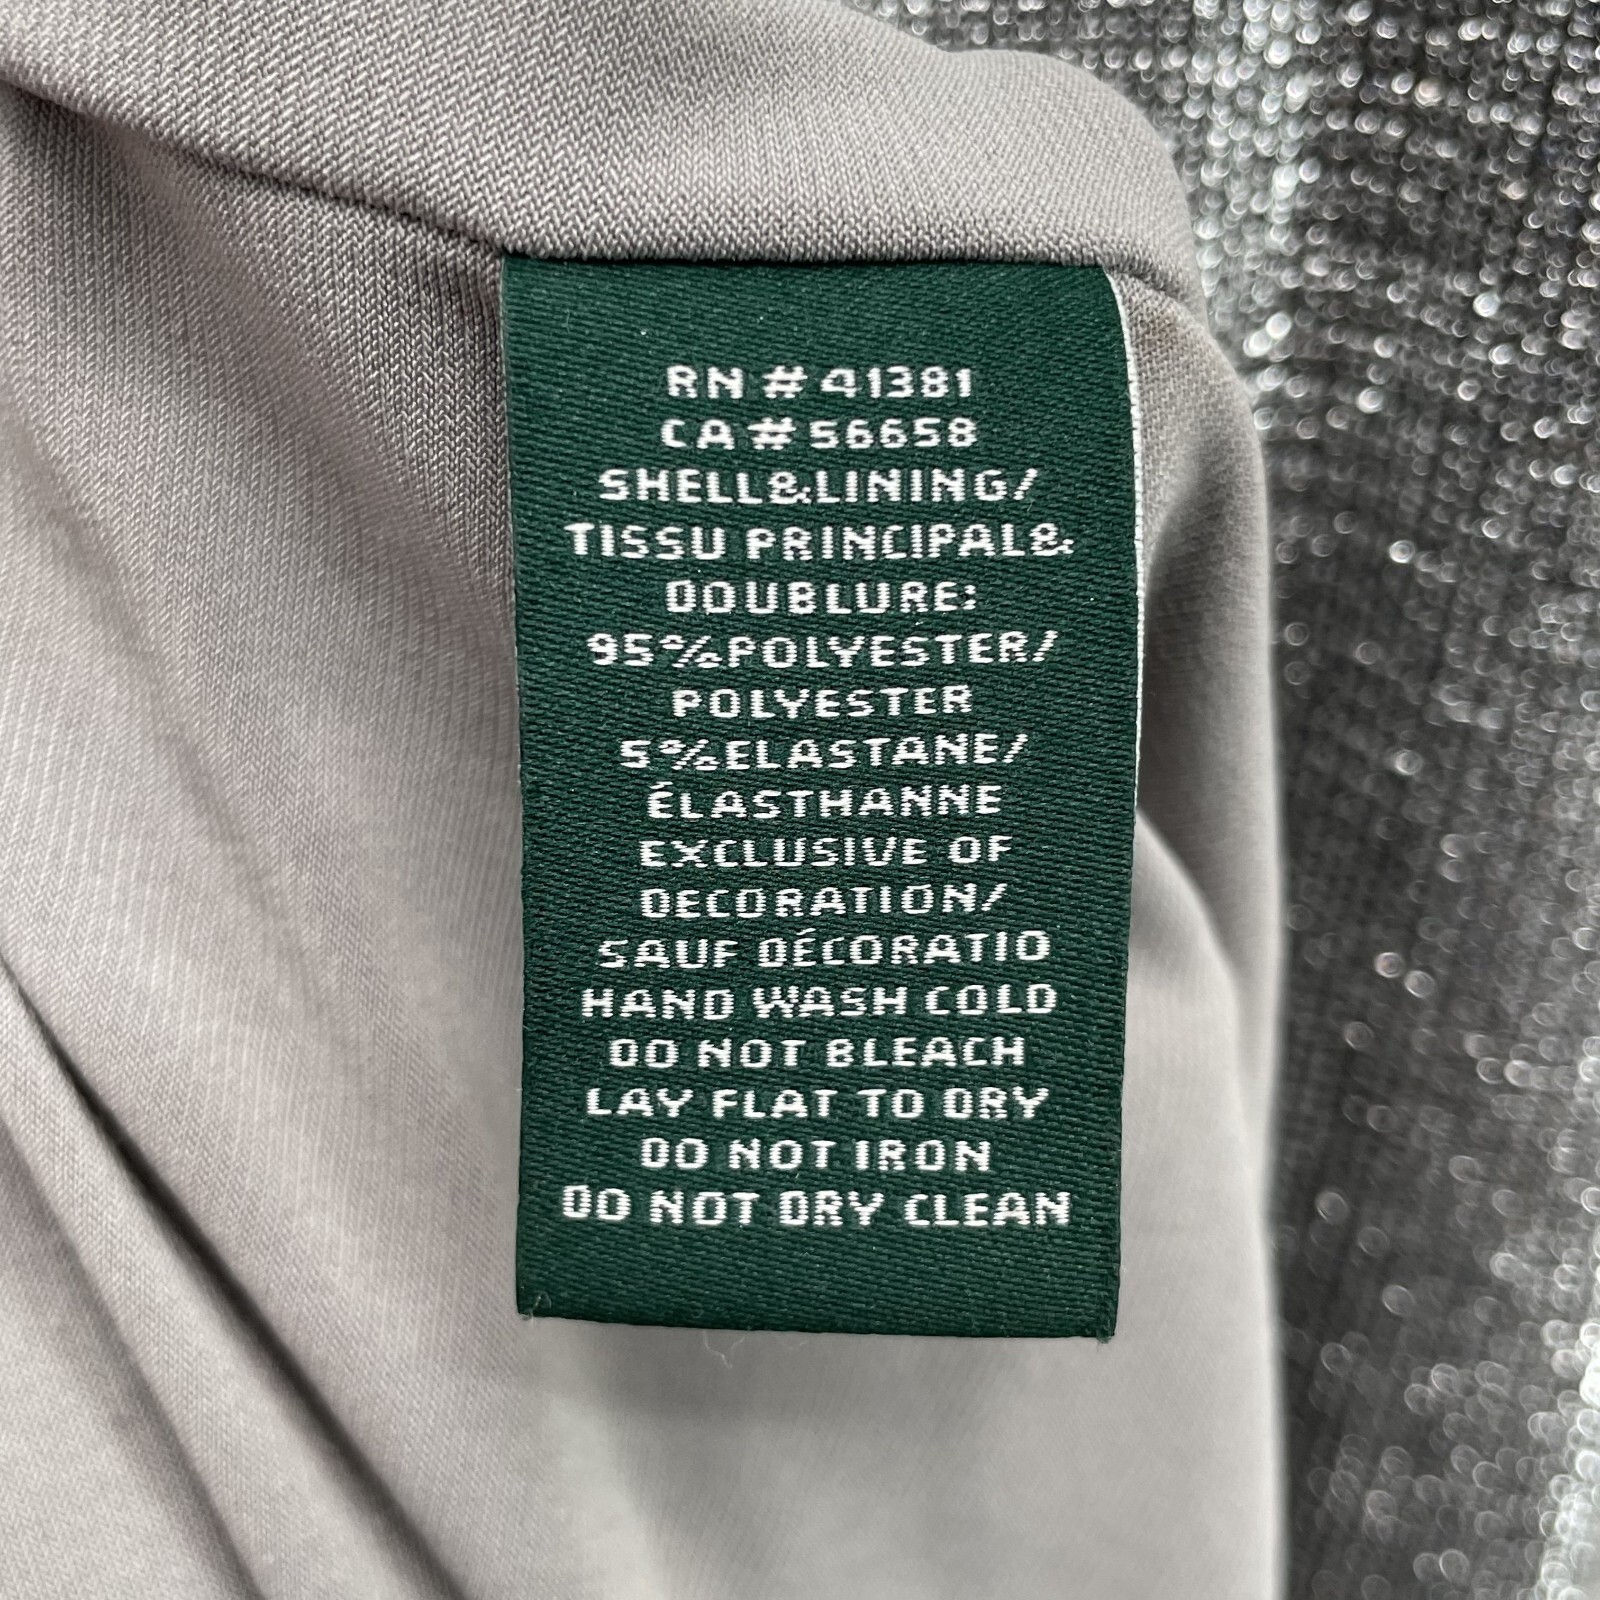 RN #41381
CA #56658
SHELL&LINING/
TISSU PRINCIPAL&
DOUBLURE:
95%POLYESTER/
POLYESTER
5%ELASTANE/
ÉLASTHANNE
EXCLUSIVE OF
DECORATION/
SAUF DÉCORATIO
HAND WASH COLD
DO NOT BLEACH
LAY FLAT TO DRY
DO NOT IRON
DO NOT DRY CLEAN